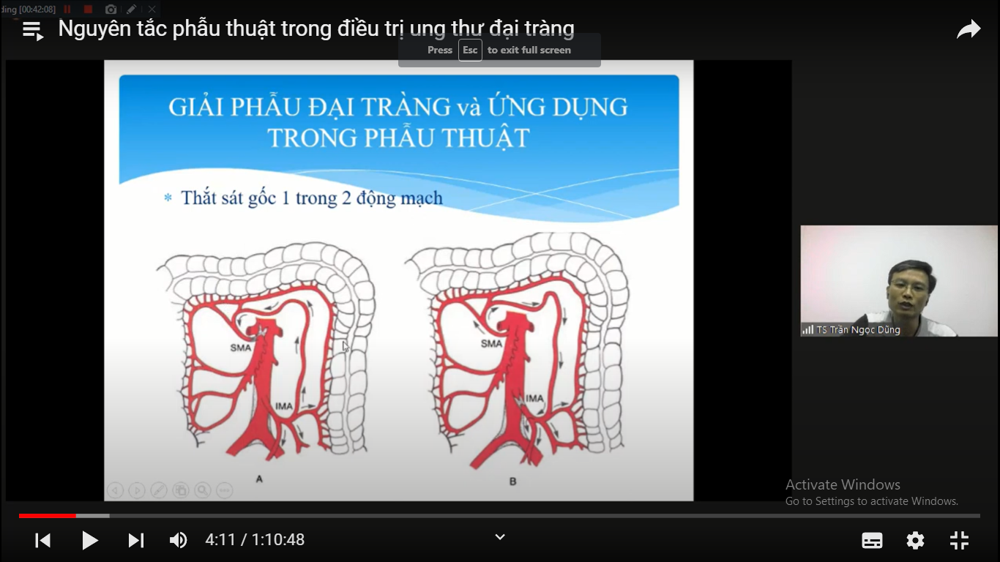 ding [00:42:08]
Nguyên tắc phẫu thuật trong điều trị ung thư đại tràng
Press Esc to exit full screen
GIẢI PHẪU ĐẠI TRÀNG và ỨNG DỤNG
TRONG PHẪU THUẬT
* Thắt sát gốc 1 trong 2 động mạch
SMA
IMA
A
SMA
IMA
B
TS Trần Ngọc Dũng
Activate Windows
Go to Settings to activate Windows.
4:11 / 1:10:48